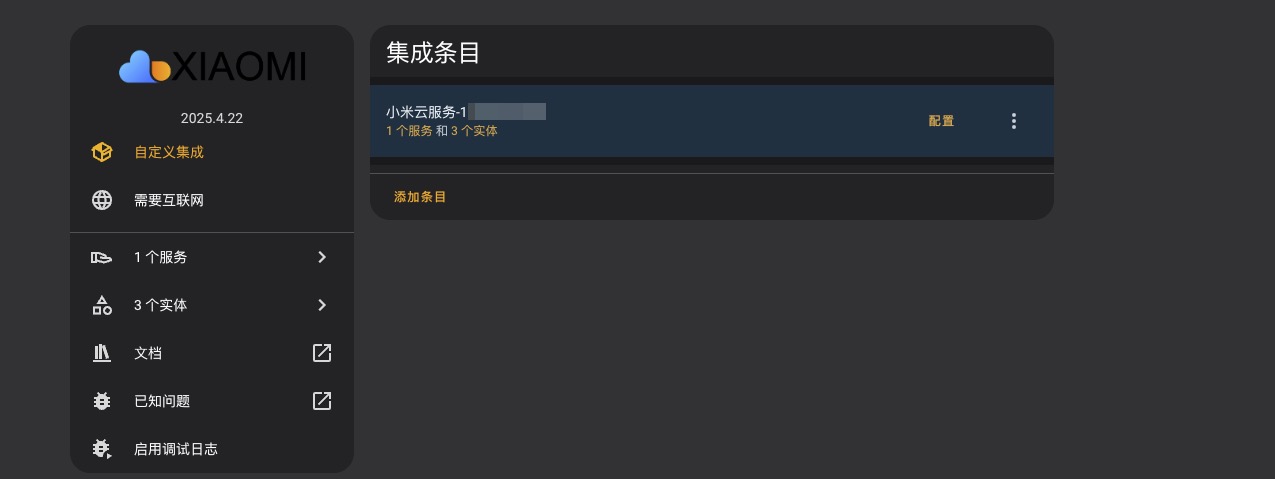 XIAOMI
2025.4.22
自定义集成
需要互联网
1 个服务
3 个实体
文档
已知问题
启用调试日志
集成条目
小米云服务-1
1 个服务 和 3 个实体
配置
添加条目